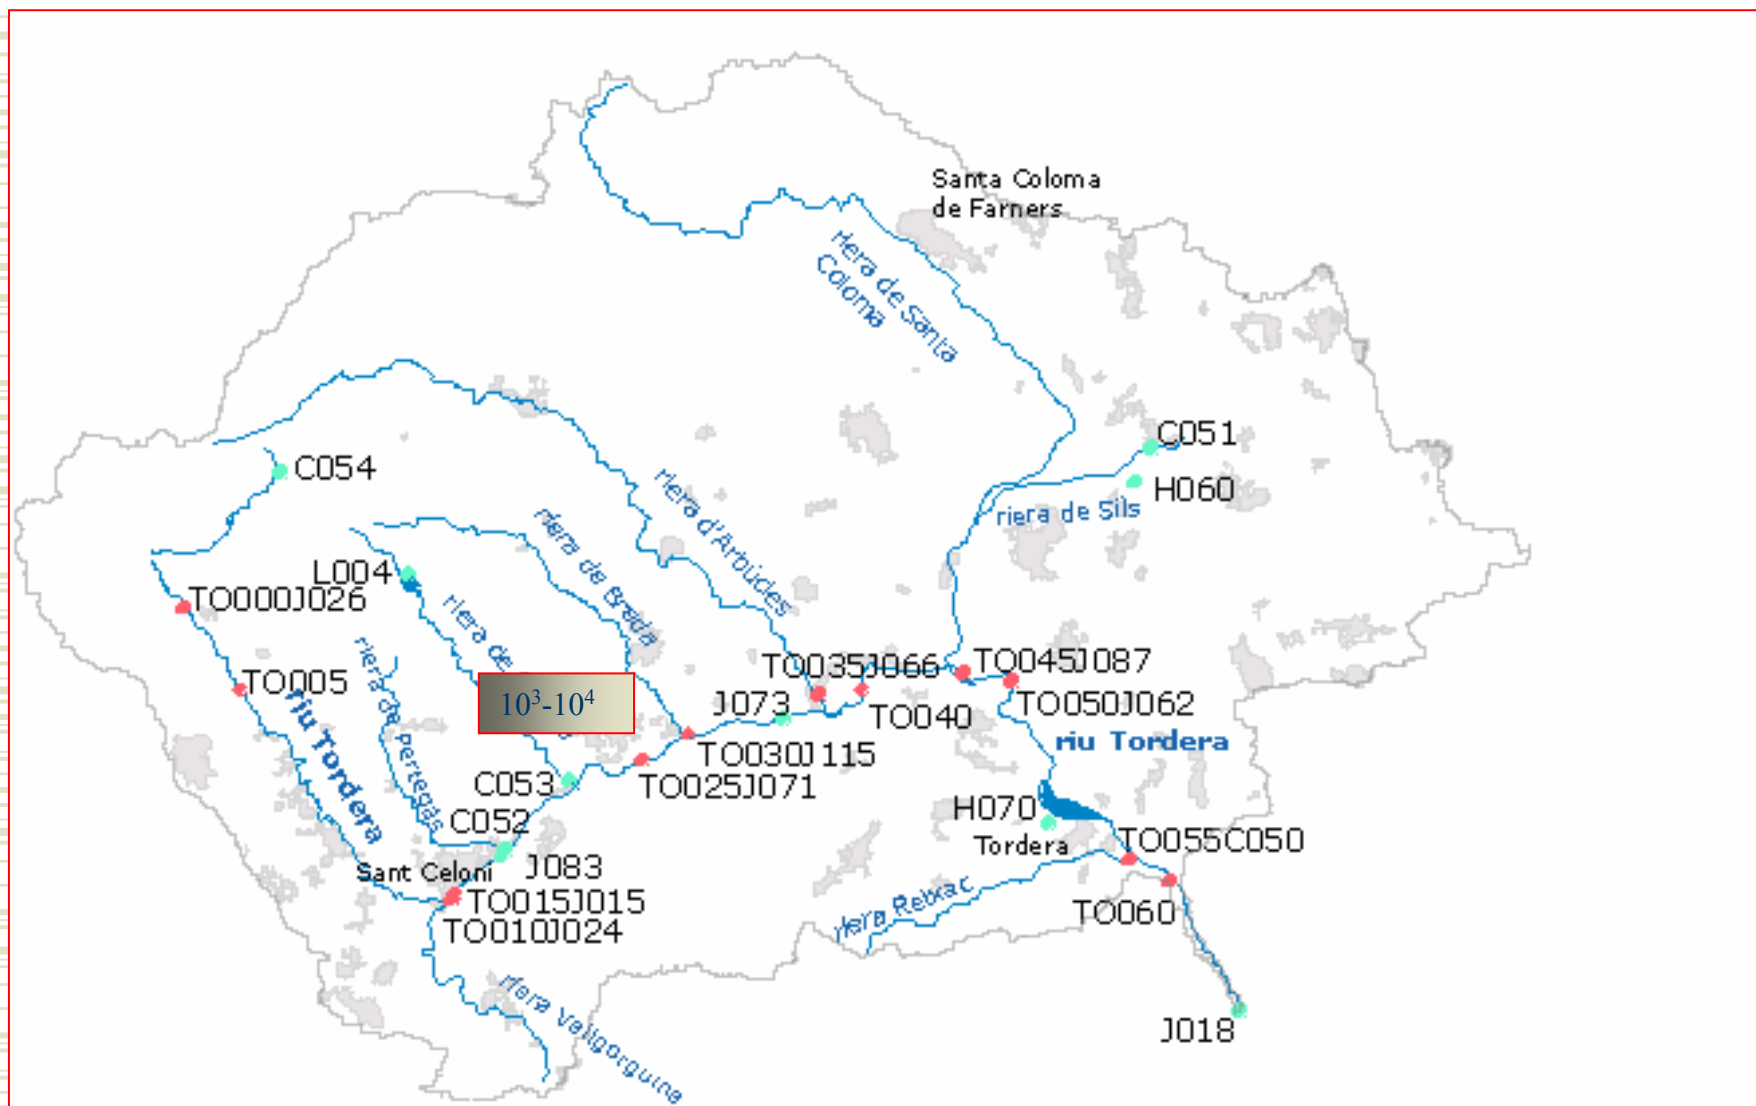 Santa Coloma
de Farners
riera de Santa
Coloma
C051
C054
H060
riera d'Arbúcies
riera de Sils
riera de Breda
L004
TO000J026
riera de
TO035J066
TO045J087
TO005
10³-10⁴
J073
TO040
TO050J062
riera de pertegàs
riu Tordera
riu Tordera
TO030J115
C053
TO025J071
H070
C052
TO055C050
Tordera
J083
Sant Celoni
TO015J015
riera Reixac
TO060
TO010J024
riera Vallgorguina
J018